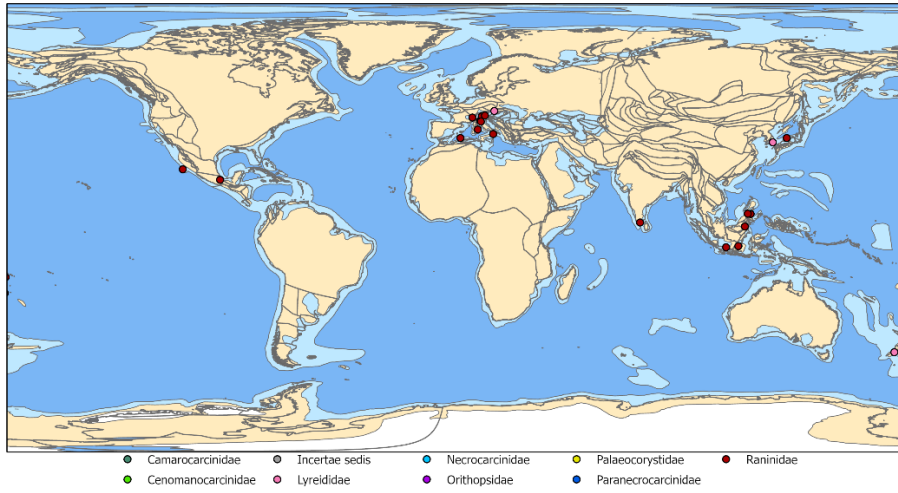 Camarocarcinidae Incertae sedis Necrocarcinidae Palaeocorystidae Raninidae
Cenomanocarcinidae Lyreididae Orithopsidae Paranecrocarcinidae